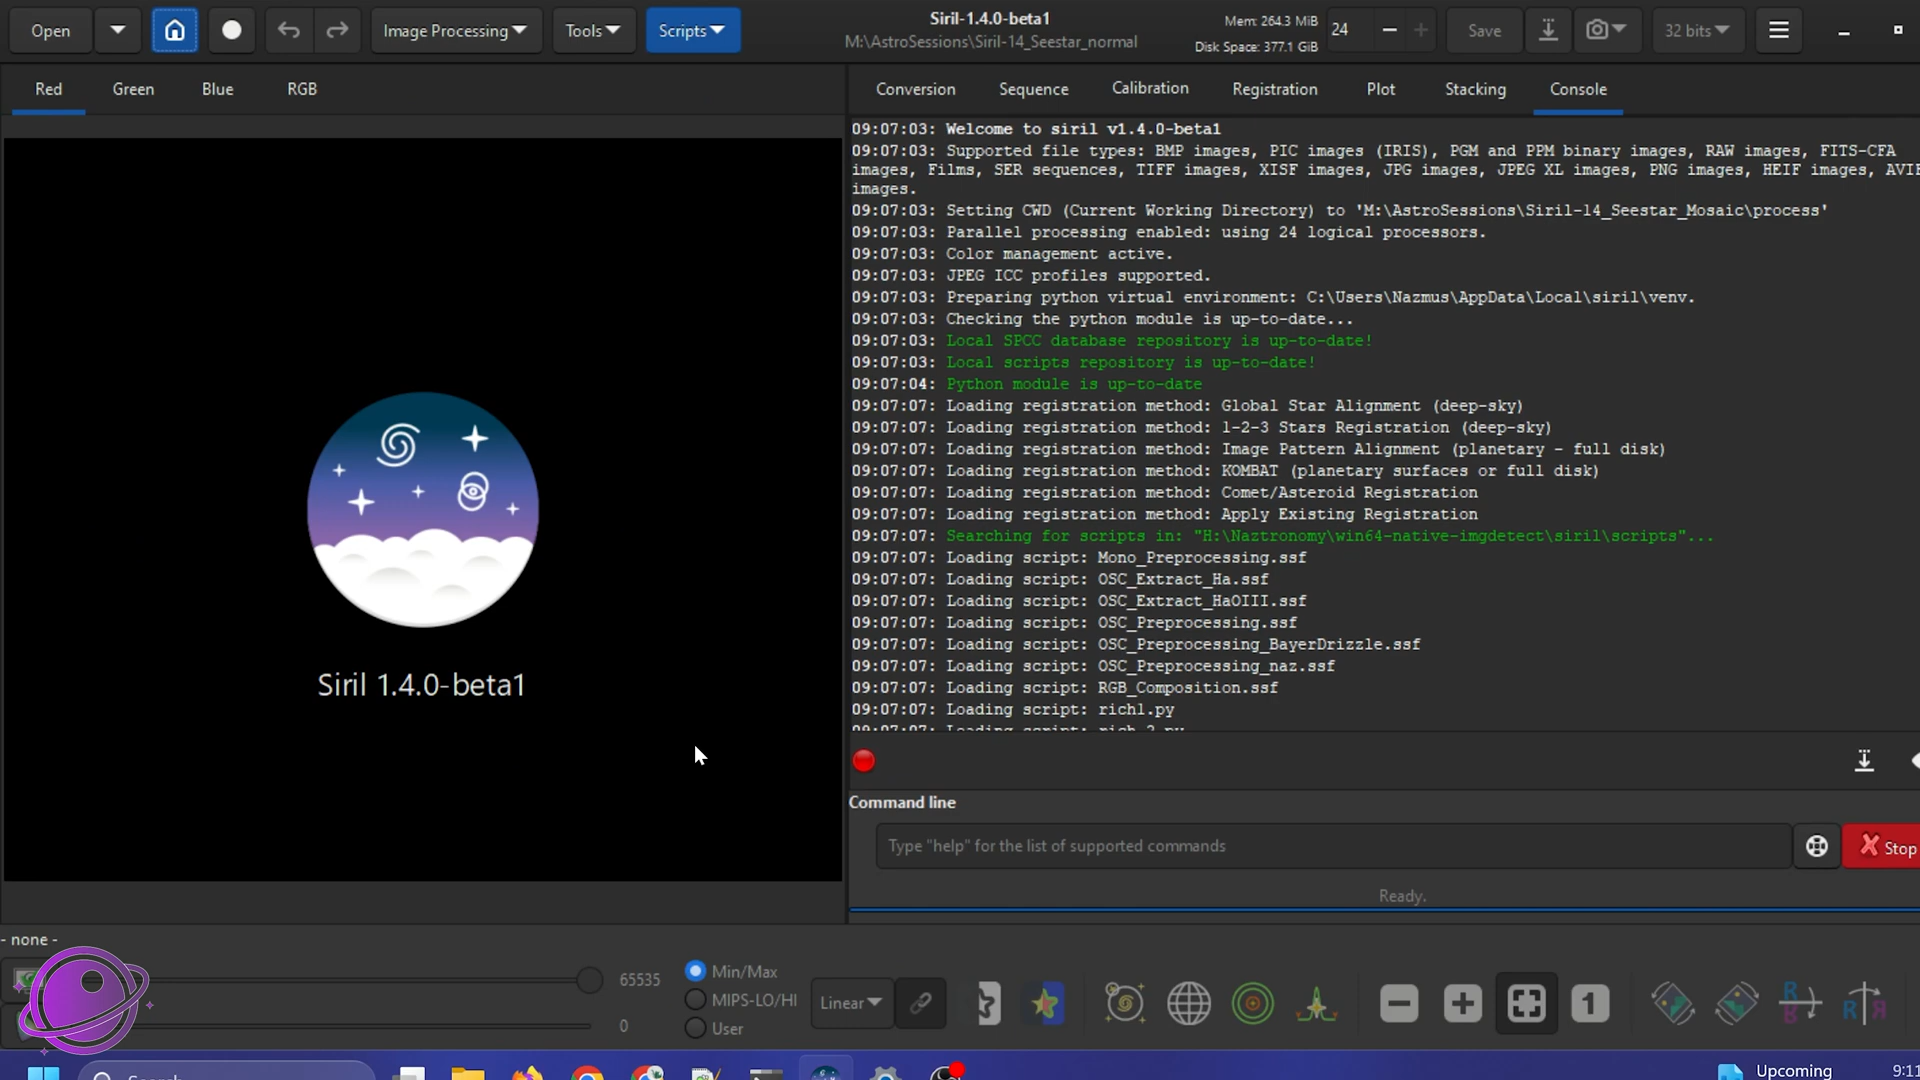 Open
Image Processing
Tools
Scripts
Siril-1.4.0-beta1
M:\AstroSessions\Siril-14_Seestar_normal
Mem: 264.3 MiB
Disk Space: 377.1 GiB
24
Save
32 bits
Red
Green
Blue
RGB
Conversion
Sequence
Calibration
Registration
Plot
Stacking
Console
09:07:03: Welcome to siril v1.4.0-beta1
09:07:03: Supported file types: BMP images, PIC images (IRIS), PGM and PPM binary images, RAW images, FITS-CFA
images, Films, SER sequences, TIFF images, XISF images, JPG images, JPEG XL images, PNG images, HEIF images, AVIF
images.
09:07:03: Setting CWD (Current Working Directory) to 'M:\AstroSessions\Siril-14_Seestar_Mosaic\process'
09:07:03: Parallel processing enabled: using 24 logical processors.
09:07:03: Color management active.
09:07:03: JPEG ICC profiles supported.
09:07:03: Preparing python virtual environment: C:\Users\Nazmus\AppData\Local\siril\venv.
09:07:03: Checking the python module is up-to-date...
09:07:03: Local SPCC database repository is up-to-date!
09:07:03: Local scripts repository is up-to-date!
09:07:04: Python module is up-to-date
09:07:07: Loading registration method: Global Star Alignment (deep-sky)
09:07:07: Loading registration method: 1-2-3 Stars Registration (deep-sky)
09:07:07: Loading registration method: Image Pattern Alignment (planetary - full disk)
09:07:07: Loading registration method: KOMBAT (planetary surfaces or full disk)
09:07:07: Loading registration method: Comet/Asteroid Registration
09:07:07: Loading registration method: Apply Existing Registration
09:07:07: Searching for scripts in: "H:\Naztronomy\win64-native-imgdetect\siril\scripts"...
09:07:07: Loading script: Mono_Preprocessing.ssf
09:07:07: Loading script: OSC_Extract_Ha.ssf
09:07:07: Loading script: OSC_Extract_HaOIII.ssf
09:07:07: Loading script: OSC_Preprocessing.ssf
09:07:07: Loading script: OSC_Preprocessing_BayerDrizzle.ssf
09:07:07: Loading script: OSC_Preprocessing_naz.ssf
09:07:07: Loading script: RGB_Composition.ssf
09:07:07: Loading script: rich1.py
09:07:07: Loading script:
Siril 1.4.0-beta1
Command line
Type "help" for the list of supported commands
Stop
Ready.
- none -
65535
0
Min/Max
MIPS-LO/HI
User
Linear
1
R
R
R R
Search
Upcoming
9:11